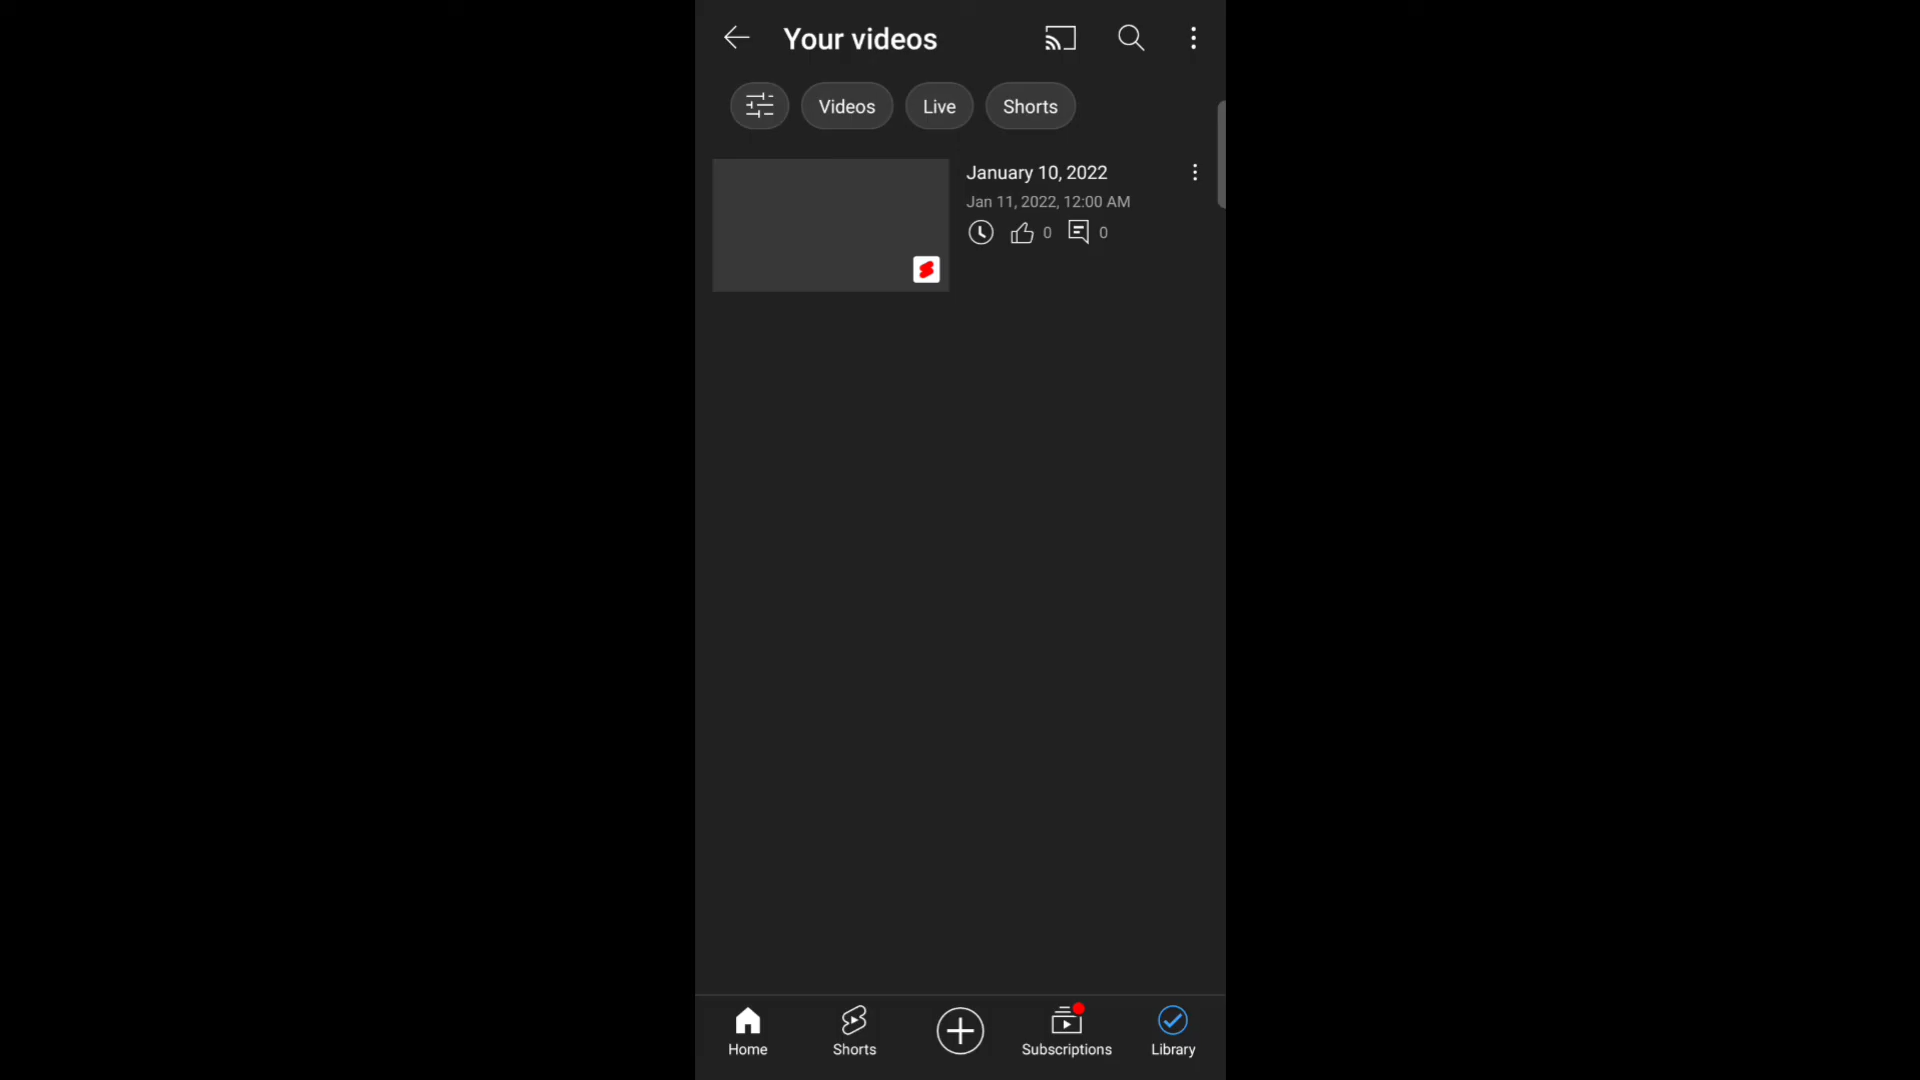 Your videos
Videos
Live
Shorts
January 10, 2022
Jan 11, 2022, 12:00 AM
0
0
Home
Shorts
Subscriptions
Library